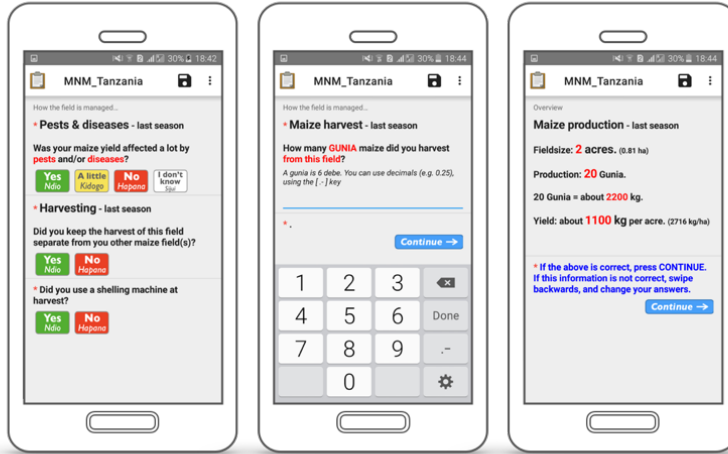 30% 18:42
MNM_Tanzania
How the field is managed...
* Pests & diseases - last season
Was your maize yield affected a lot by
pests and/or diseases?
Yes
Ndio
A little
Kidogo
No
Hapana
I don't
know
Sijui
* Harvesting - last season
Did you keep the harvest of this field
separate from you other maize field(s)?
Yes
Ndio
No
Hapana
* Did you use a shelling machine at
harvest?
Yes
Ndio
No
Hapana
30% 18:44
MNM_Tanzania
How the field is managed...
* Maize harvest - last season
How many GUNIA maize did you harvest
from this field?
A gunia is 6 debe. You can use decimals (e.g. 0.25),
using the [ .- ] key
* .
Continue →
1 2 3
4 5 6 Done
7 8 9 .-
0
30% 18:44
MNM_Tanzania
Overview
Maize production - last season
Fieldsize: 2 acres. (0.81 ha)
Production: 20 Gunia.
20 Gunia = about 2200 kg.
Yield: about 1100 kg per acre. (2716 kg/ha)
* If the above is correct, press CONTINUE.
If this information is not correct, swipe
backwards, and change your answers.
Continue →